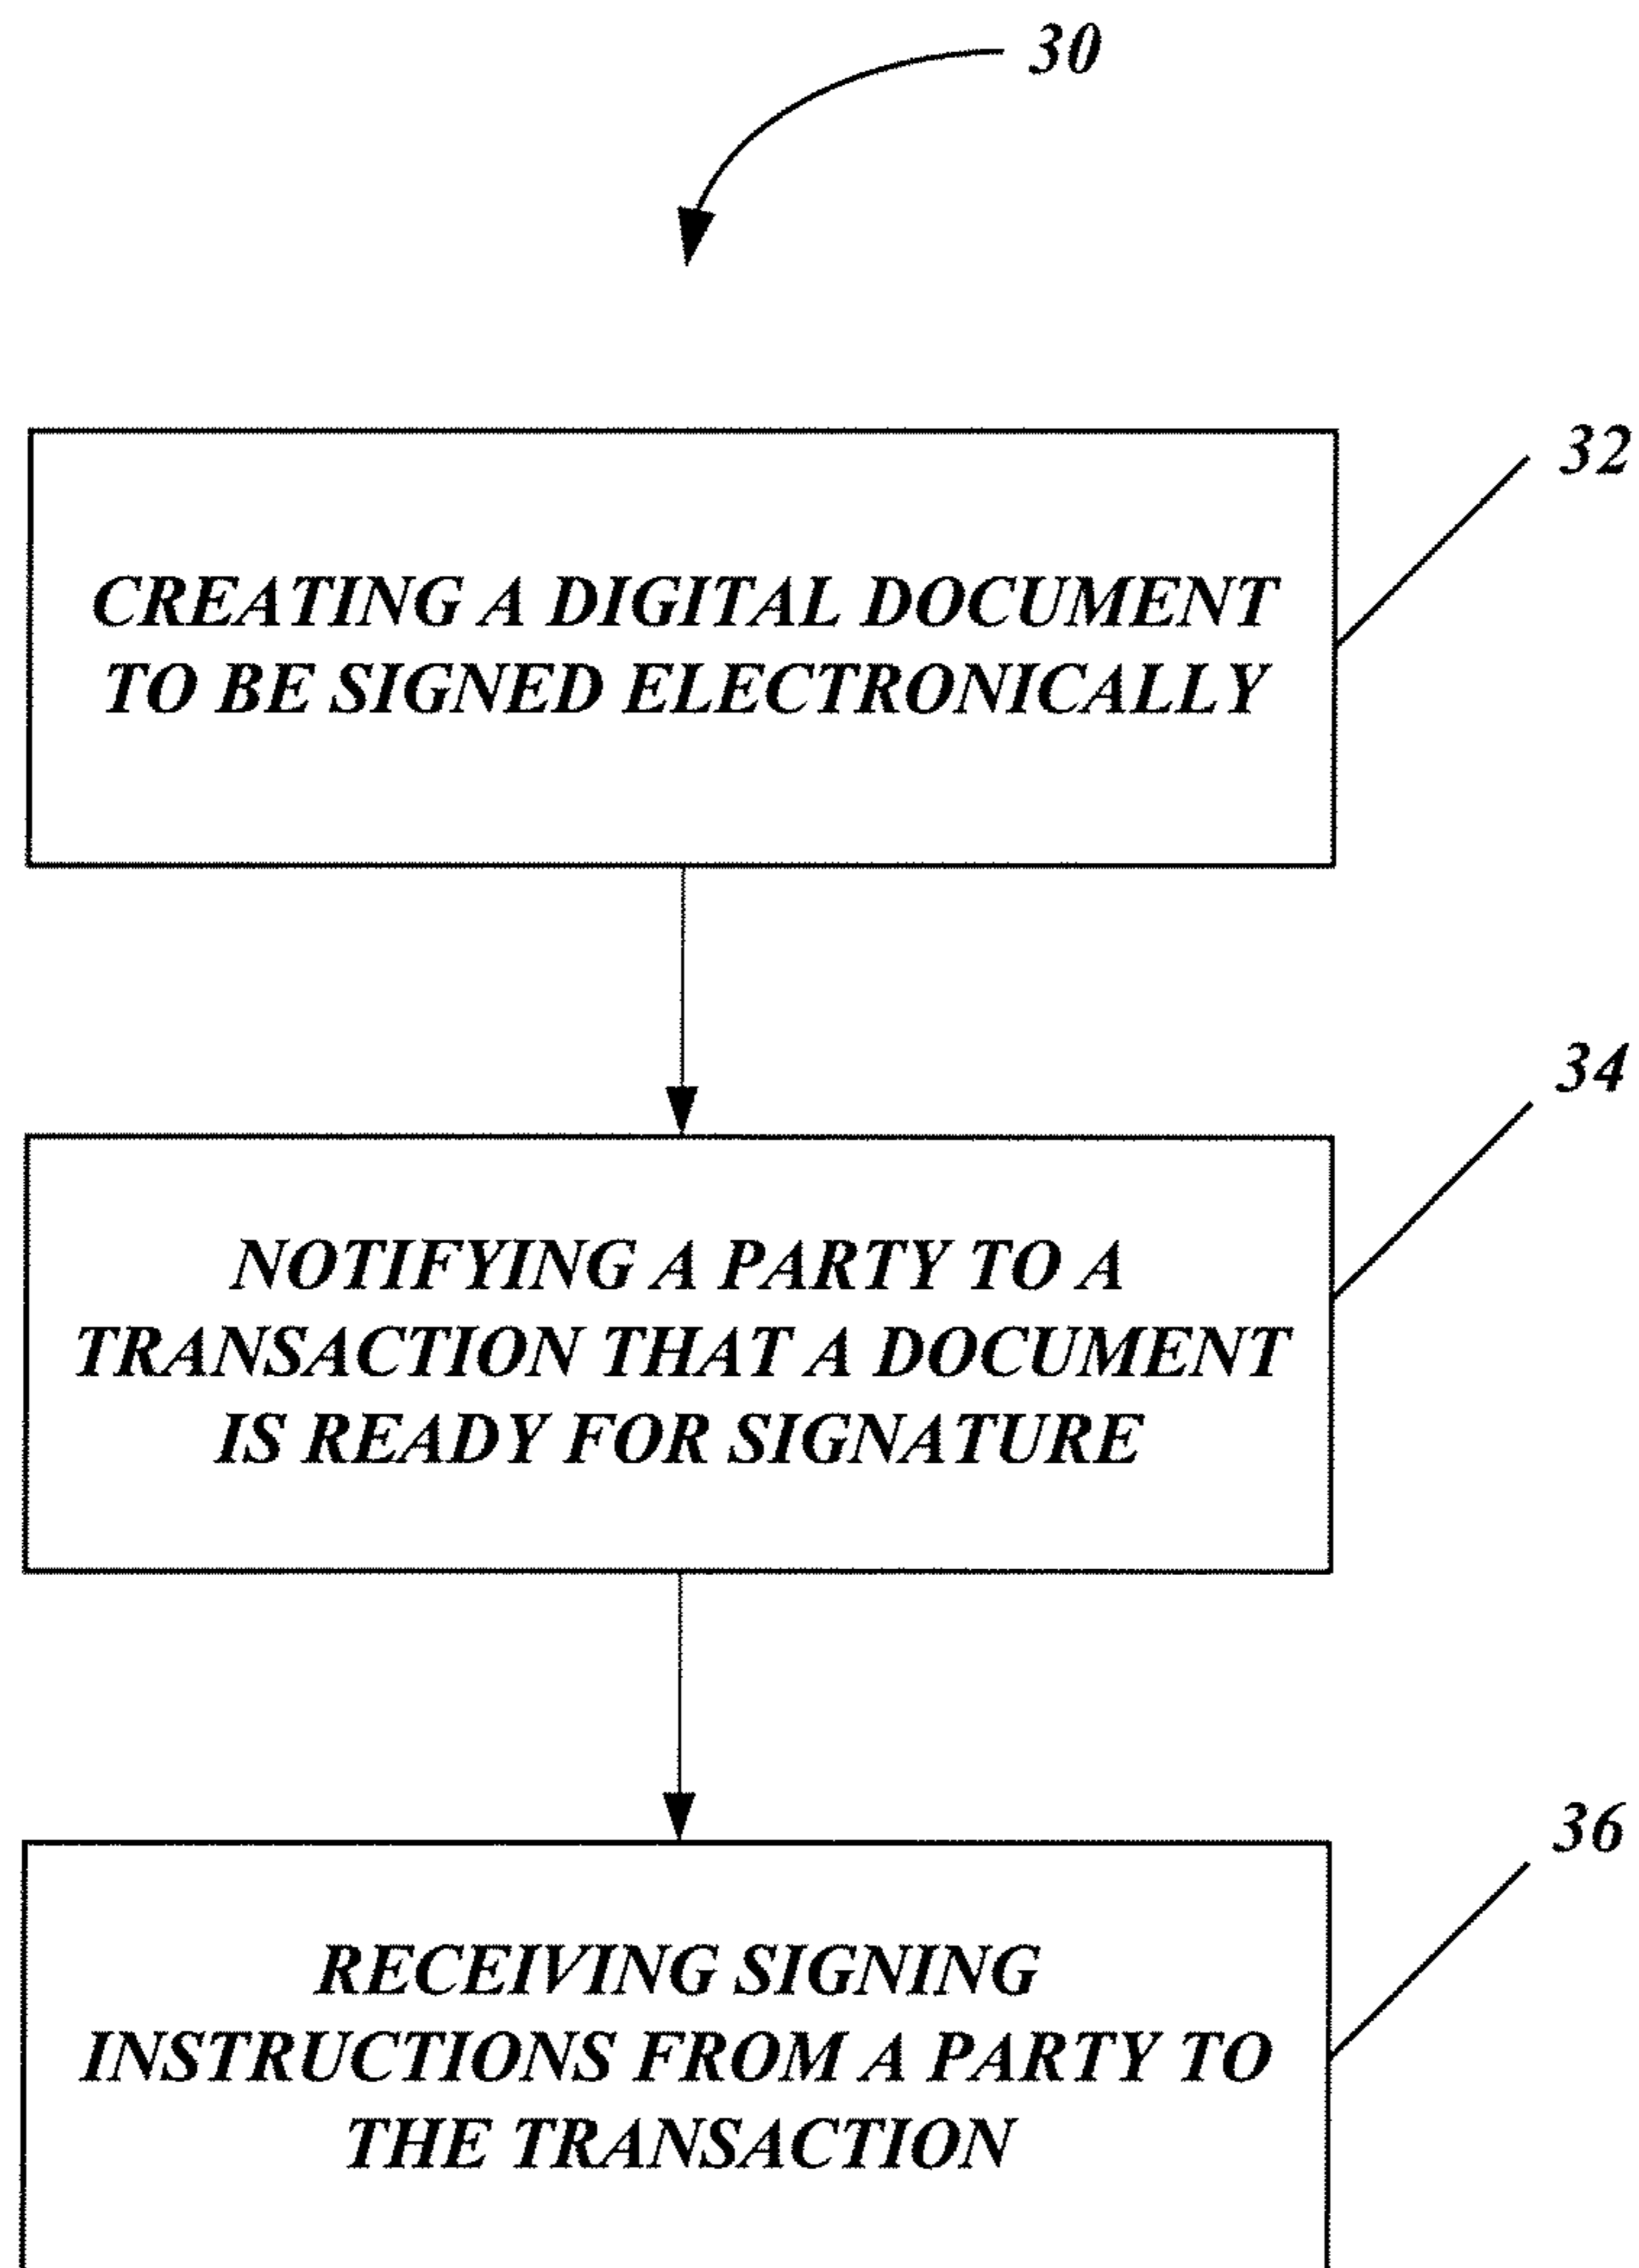 30
32
CREATING A DIGITAL DOCUMENT
TO BE SIGNED ELECTRONICALLY
34
NOTIFYING A PARTY TO A
TRANSACTION THAT A DOCUMENT
IS READY FOR SIGNATURE
36
RECEIVING SIGNING
INSTRUCTIONS FROM A PARTY TO
THE TRANSACTION